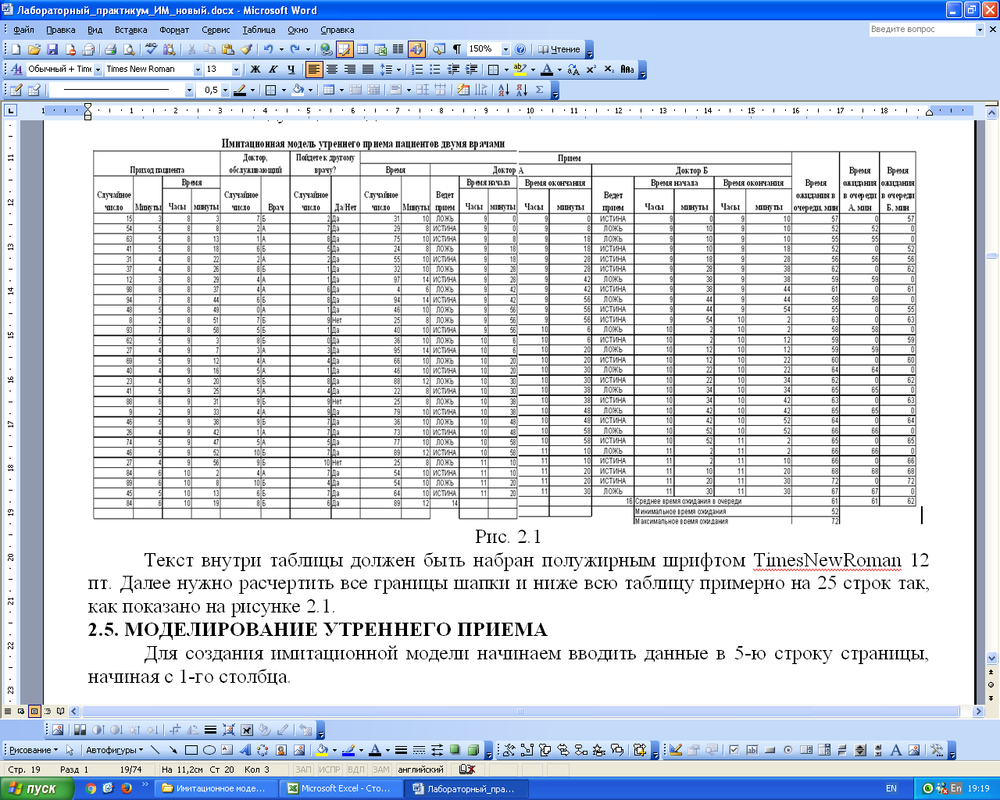 Лабораторный_практикум_ИМ_новый.docx - Microsoft Word
Файл Правка Вид Вставка Формат Сервис Таблица Окно Справка Введите вопрос
150% Чтение
Обычный + Time Times New Roman 13 Ж К Ч
0,5
Имитационная модель утреннего приема пациентов двумя врачами
Приход пациента Доктор, обслуживающий Пойдете к другому врачу? Прием
Время Доктор А Доктор Б Время ожидания в очереди, мин Время ожидания в очереди А, мин Время ожидания в очереди Б, мин
Время Время начала Время окончания Время начала Время окончания
Случайное число Минуты Часы минуты Случайное число Врач Случайное число Да/Нет Случайное число Минуты Ведет прием Часы минуты Часы минуты Ведет прием Часы минуты Часы минуты
15 3 8 3 7 Б 2 Да 31 10 ЛОЖЬ 9 0 9 0 ИСТИНА 9 0 9 10 57 0 57
54 5 8 8 2 А 7 Да 29 8 ИСТИНА 9 0 9 8 ЛОЖЬ 9 10 9 10 52 52 0
63 5 8 13 1 А 8 Да 75 10 ИСТИНА 9 8 9 18 ЛОЖЬ 9 10 9 10 55 55 0
41 5 8 18 6 Б 5 Да 24 8 ЛОЖЬ 9 18 9 18 ИСТИНА 9 10 9 18 52 0 52
31 4 8 22 2 А 2 Да 55 10 ИСТИНА 9 18 9 28 ИСТИНА 9 18 9 28 56 56 56
37 4 8 26 8 Б 1 Да 32 10 ЛОЖЬ 9 28 9 28 ИСТИНА 9 28 9 38 62 0 62
12 3 8 29 4 А 1 Да 97 14 ИСТИНА 9 28 9 42 ЛОЖЬ 9 38 9 38 59 59 0
98 8 8 37 4 А 6 Да 4 6 ЛОЖЬ 9 42 9 42 ИСТИНА 9 38 9 44 61 0 61
94 7 8 44 6 Б 8 Да 94 14 ИСТИНА 9 42 9 56 ЛОЖЬ 9 44 9 44 58 58 0
48 5 8 49 0 А 1 Да 46 10 ЛОЖЬ 9 56 9 56 ИСТИНА 9 44 9 54 55 0 55
8 2 8 51 7 Б 9 Нет 25 8 ЛОЖЬ 9 56 9 56 ИСТИНА 9 54 10 2 63 0 63
93 7 8 58 5 Б 1 Да 40 10 ИСТИНА 9 56 10 6 ЛОЖЬ 10 2 10 2 58 58 0
62 5 9 3 8 Б 0 Да 36 10 ЛОЖЬ 10 6 10 6 ИСТИНА 10 2 10 12 59 0 59
27 4 9 7 3 А 3 Да 95 14 ИСТИНА 10 6 10 20 ЛОЖЬ 10 12 10 12 59 59 0
69 5 9 12 4 А 4 Да 66 10 ЛОЖЬ 10 20 10 20 ИСТИНА 10 12 10 22 60 0 60
40 4 9 16 5 А 1 Да 46 10 ИСТИНА 10 20 10 30 ЛОЖЬ 10 22 10 22 64 64 0
23 4 9 20 9 Б 8 Да 88 12 ЛОЖЬ 10 30 10 30 ИСТИНА 10 22 10 34 62 0 62
41 5 9 25 5 А 4 Да 22 8 ИСТИНА 10 30 10 38 ЛОЖЬ 10 34 10 34 65 65 0
88 6 9 31 9 Б 9 Нет 25 8 ЛОЖЬ 10 38 10 38 ИСТИНА 10 34 10 42 63 0 63
9 2 9 33 4 А 9 Да 79 10 ИСТИНА 10 38 10 48 ЛОЖЬ 10 42 10 42 65 65 0
46 5 9 38 9 Б 7 Да 36 10 ЛОЖЬ 10 48 10 48 ИСТИНА 10 42 10 52 64 0 64
26 4 9 42 1 А 7 Да 73 10 ИСТИНА 10 48 10 58 ЛОЖЬ 10 52 10 52 66 66 0
74 5 9 47 5 А 5 Да 77 10 ЛОЖЬ 10 58 10 58 ИСТИНА 10 52 11 2 65 0 65
46 5 9 52 10 Б 7 Да 89 12 ИСТИНА 10 58 11 10 ЛОЖЬ 11 2 11 2 66 66 0
27 4 9 56 9 Б 10 Нет 25 8 ЛОЖЬ 11 10 11 10 ИСТИНА 11 2 11 10 66 0 66
84 6 10 2 4 А 7 Да 54 10 ИСТИНА 11 10 11 20 ИСТИНА 11 10 11 20 68 68 68
89 6 10 8 10 Б 4 Да 54 10 ЛОЖЬ 11 20 11 20 ИСТИНА 11 20 11 30 72 0 72
45 5 10 13 6 Б 7 Да 64 10 ИСТИНА 11 20 11 30 ЛОЖЬ 11 30 11 30 67 67 0
84 6 10 19 8 Б 6 Да 89 12 14 16 Среднее время ожидания в очереди 61 61 62
Минимальное время ожидания 52
Максимальное время ожидания 72
Рис. 2.1
Текст внутри таблицы должен быть набран полужирным шрифтом TimesNewRoman 12
пт. Далее нужно расчертить все границы шапки и ниже всю таблицу примерно на 25 строк так,
как показано на рисунке 2.1.
2.5. МОДЕЛИРОВАНИЕ УТРЕННЕГО ПРИЕМА
Для создания имитационной модели начинаем вводить данные в 5-ю строку страницы,
начиная с 1-го столбца.
Рисование Автофигуры
Стр. 19 Разд 1 19/74 На 11,2см Ст 20 Кол 3 ЗАП ИСПР ВДЛ ЗАМ английский
пуск Имитационное моде... Microsoft Excel - Сто... Лабораторный_пра... EN En 19:19